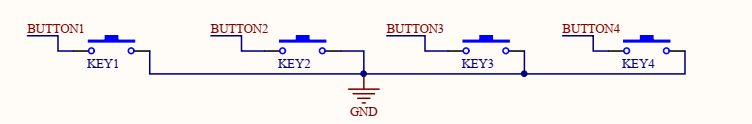 BUTTON1 BUTTON2 BUTTON3 BUTTON4
KEY1 KEY2 KEY3 KEY4
GND